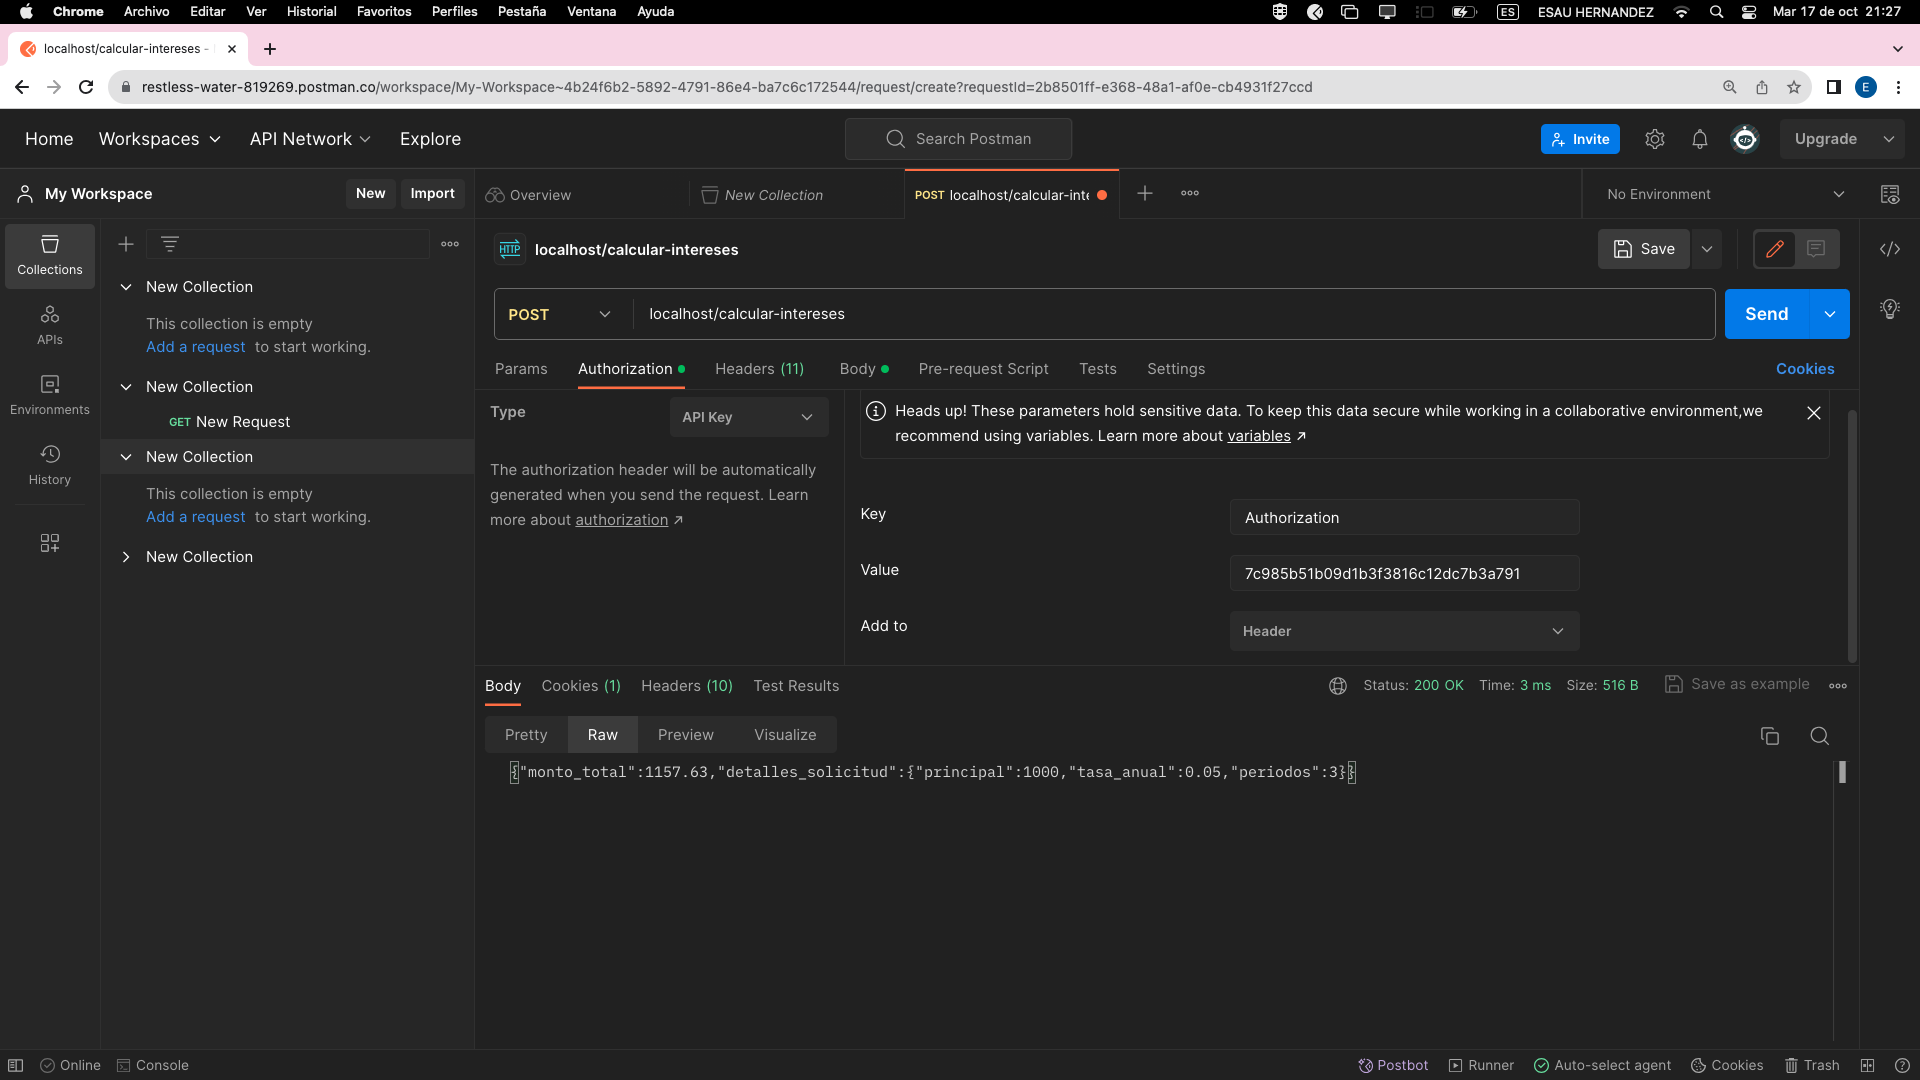 Chrome Archivo Editar Ver Historial Favoritos Perfiles Pestaña Ventana Ayuda ES ESAU HERNANDEZ Mar 17 de oct 21:27
localhost/calcular-intereses -
restless-water-819269.postman.co/workspace/My-Workspace~4b24f6b2-5892-4791-86e4-ba7c6c172544/request/create?requestId=2b8501ff-e368-48a1-af0e-cb4931f27ccd E
Home Workspaces API Network Explore Search Postman Invite Upgrade
My Workspace New Import Overview New Collection POST localhost/calcular-inte No Environment
Collections
APIs
Environments
History
New Collection
This collection is empty
Add a request to start working.
New Collection
GET New Request
New Collection
This collection is empty
Add a request to start working.
New Collection
HTTP localhost/calcular-intereses Save
POST localhost/calcular-intereses Send
Params Authorization Headers (11) Body Pre-request Script Tests Settings Cookies
Type API Key
The authorization header will be automatically
generated when you send the request. Learn
more about authorization ↗
Heads up! These parameters hold sensitive data. To keep this data secure while working in a collaborative environment,we
recommend using variables. Learn more about variables ↗
Key Authorization
Value 7c985b51b09d1b3f3816c12dc7b3a791
Add to Header
Body Cookies (1) Headers (10) Test Results Status: 200 OK Time: 3 ms Size: 516 B Save as example
Pretty Raw Preview Visualize
{"monto_total":1157.63,"detalles_solicitud":{"principal":1000,"tasa_anual":0.05,"periodos":3}}
Online Console Postbot Runner Auto-select agent Cookies Trash